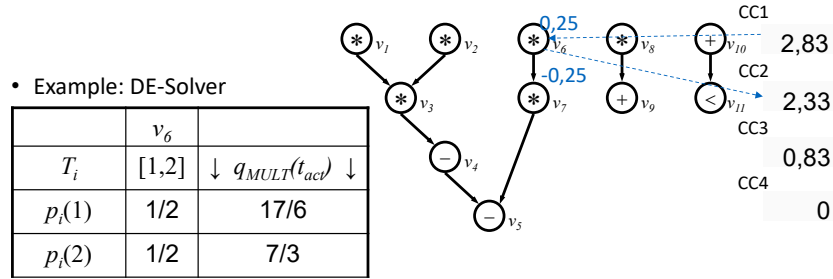 CC1
0,25
2,83
* v1
* v2
* v6
* v8
+ v10
CC2
• Example: DE-Solver
-0,25
* v3
* v7
+ v9
< v11
2,33
v6
CC3
Ti [1,2] ↓ qMULT(tact) ↓
− v4
0,83
pi(1) 1/2 17/6
CC4
− v5
0
pi(2) 1/2 7/3